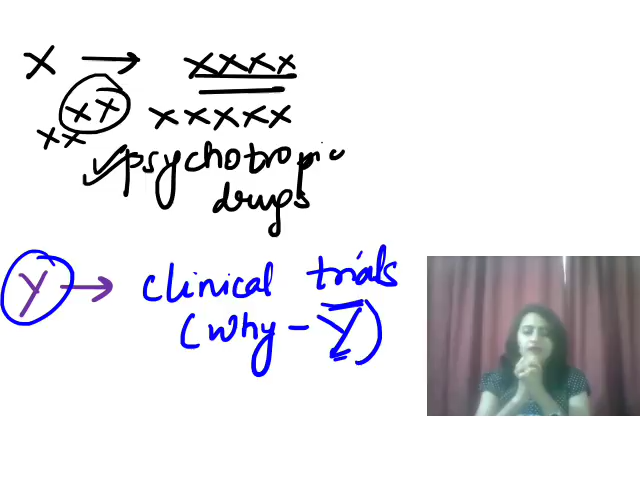 X → XXXX
XX XXXXX
XX
✓psychotropic
drugs
Y → clinical trials
(why - Y)